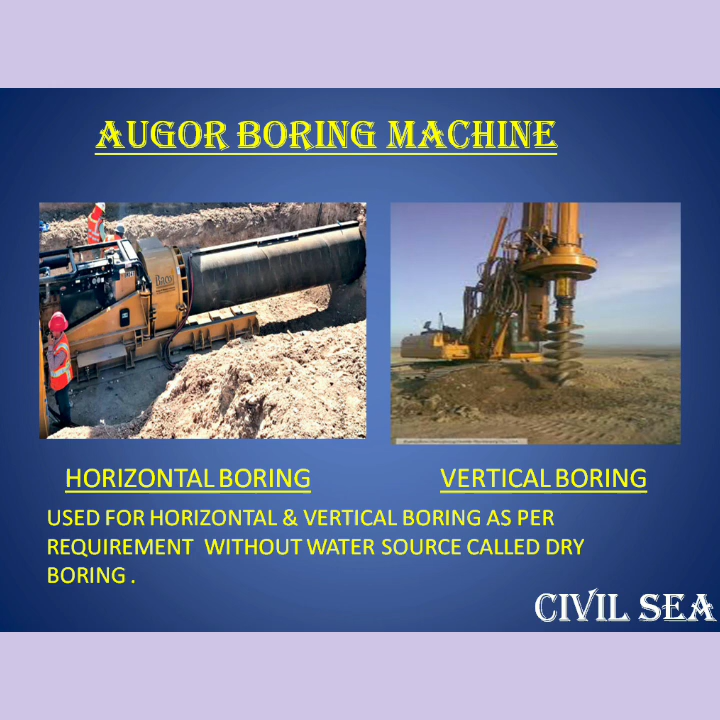 AUGOR BORING MACHINE
HORIZONTAL BORING
VERTICAL BORING
USED FOR HORIZONTAL & VERTICAL BORING AS PER
REQUIREMENT WITHOUT WATER SOURCE CALLED DRY
BORING .
CIVIL SEA